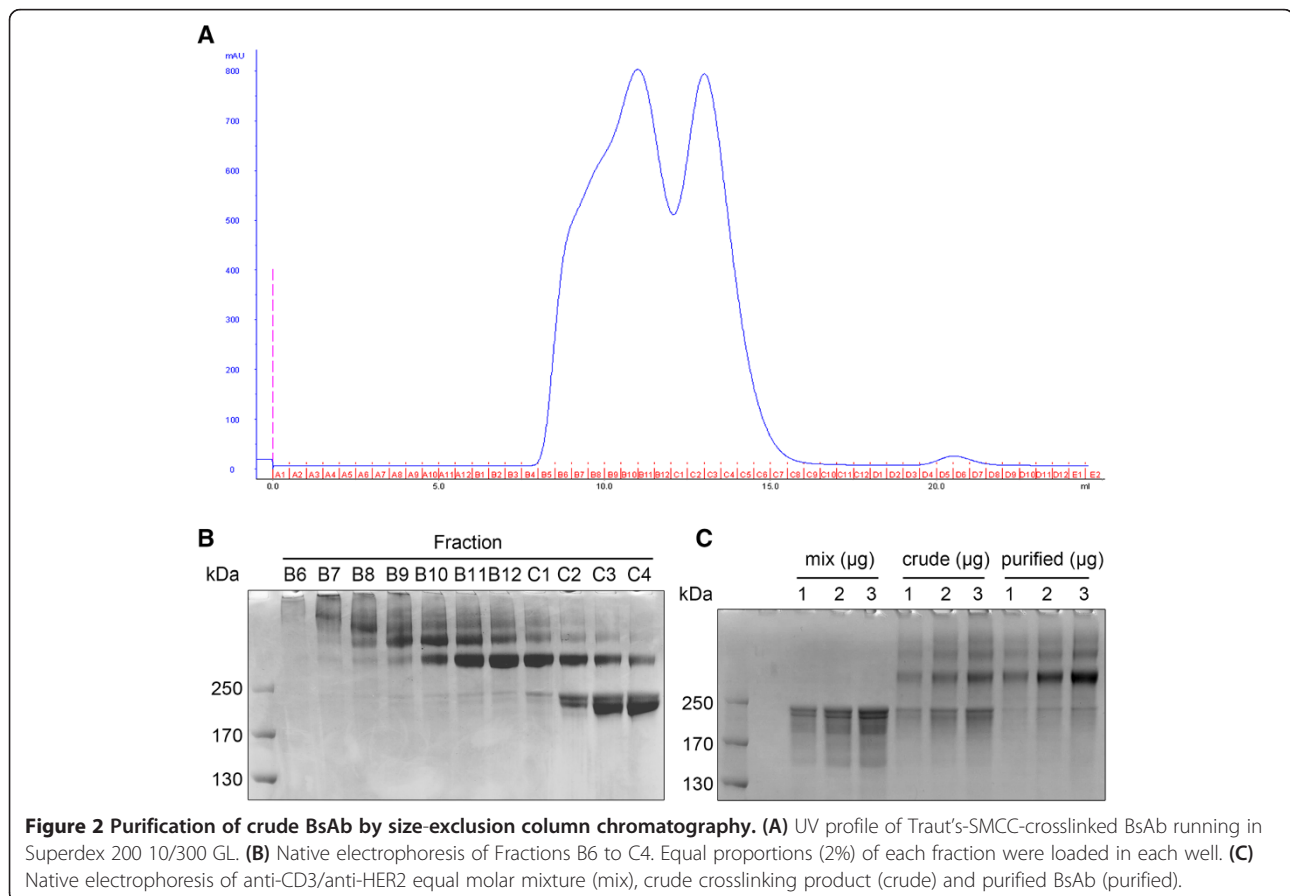 A
mAU
800
700
600
500
400
300
200
100
0
A1 A2 A3 A4 A5 A6 A7 A8 A9 A10 A11 A12 B1 B2 B3 B4 B5 B6 B7 B8 B9 B10 B11 B12 C1 C2 C3 C4 C5 C6 C7 C8 C9 C10 C11 C12 D1 D2 D3 D4 D5 D6 D7 D8 D9 D10 D11 D12 E1 E2
0.0 5.0 10.0 15.0 20.0 ml
B
Fraction
kDa B6 B7 B8 B9 B10 B11 B12 C1 C2 C3 C4
250
170
130
C
mix (μg) crude (μg) purified (μg)
kDa 1 2 3 1 2 3 1 2 3
250
170
130
Figure 2 Purification of crude BsAb by size-exclusion column chromatography. (A) UV profile of Traut's-SMCC-crosslinked BsAb running in
Superdex 200 10/300 GL. (B) Native electrophoresis of Fractions B6 to C4. Equal proportions (2%) of each fraction were loaded in each well. (C)
Native electrophoresis of anti-CD3/anti-HER2 equal molar mixture (mix), crude crosslinking product (crude) and purified BsAb (purified).